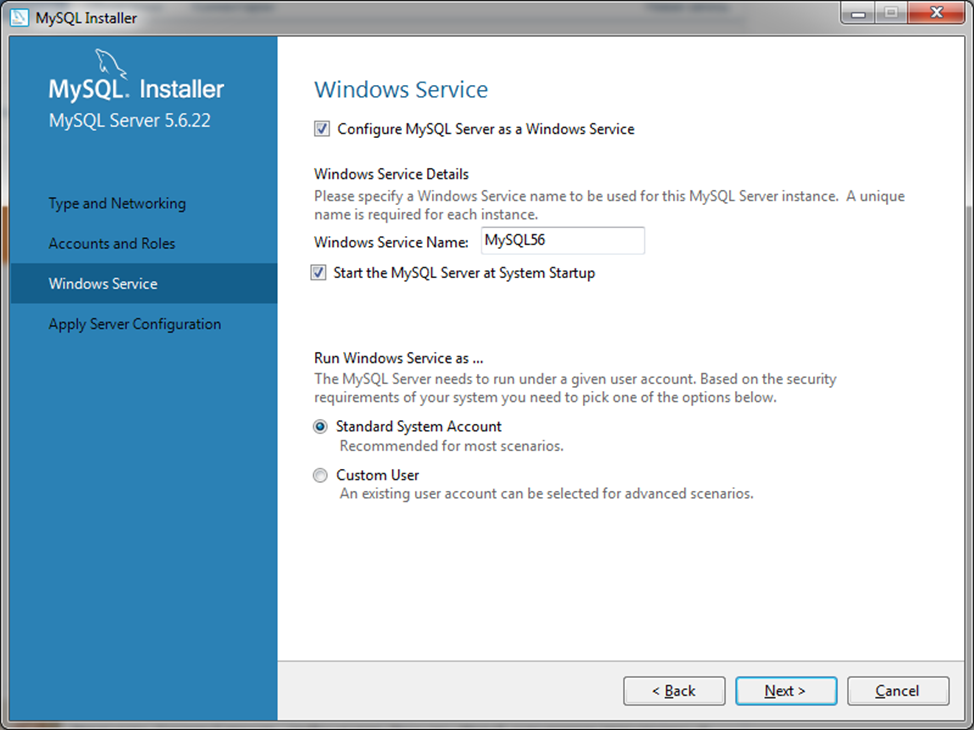 MySQL Installer
MySQL. Installer
MySQL Server 5.6.22
Type and Networking
Accounts and Roles
Windows Service
Apply Server Configuration
Windows Service
Configure MySQL Server as a Windows Service
Windows Service Details
Please specify a Windows Service name to be used for this MySQL Server instance. A unique
name is required for each instance.
Windows Service Name: MySQL56
Start the MySQL Server at System Startup
Run Windows Service as ...
The MySQL Server needs to run under a given user account. Based on the security
requirements of your system you need to pick one of the options below.
Standard System Account
Recommended for most scenarios.
Custom User
An existing user account can be selected for advanced scenarios.
< Back Next > Cancel